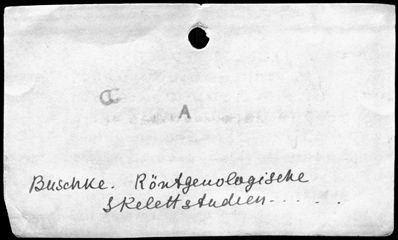 A
Buschke. Röntgenologische
Skelettstudien......